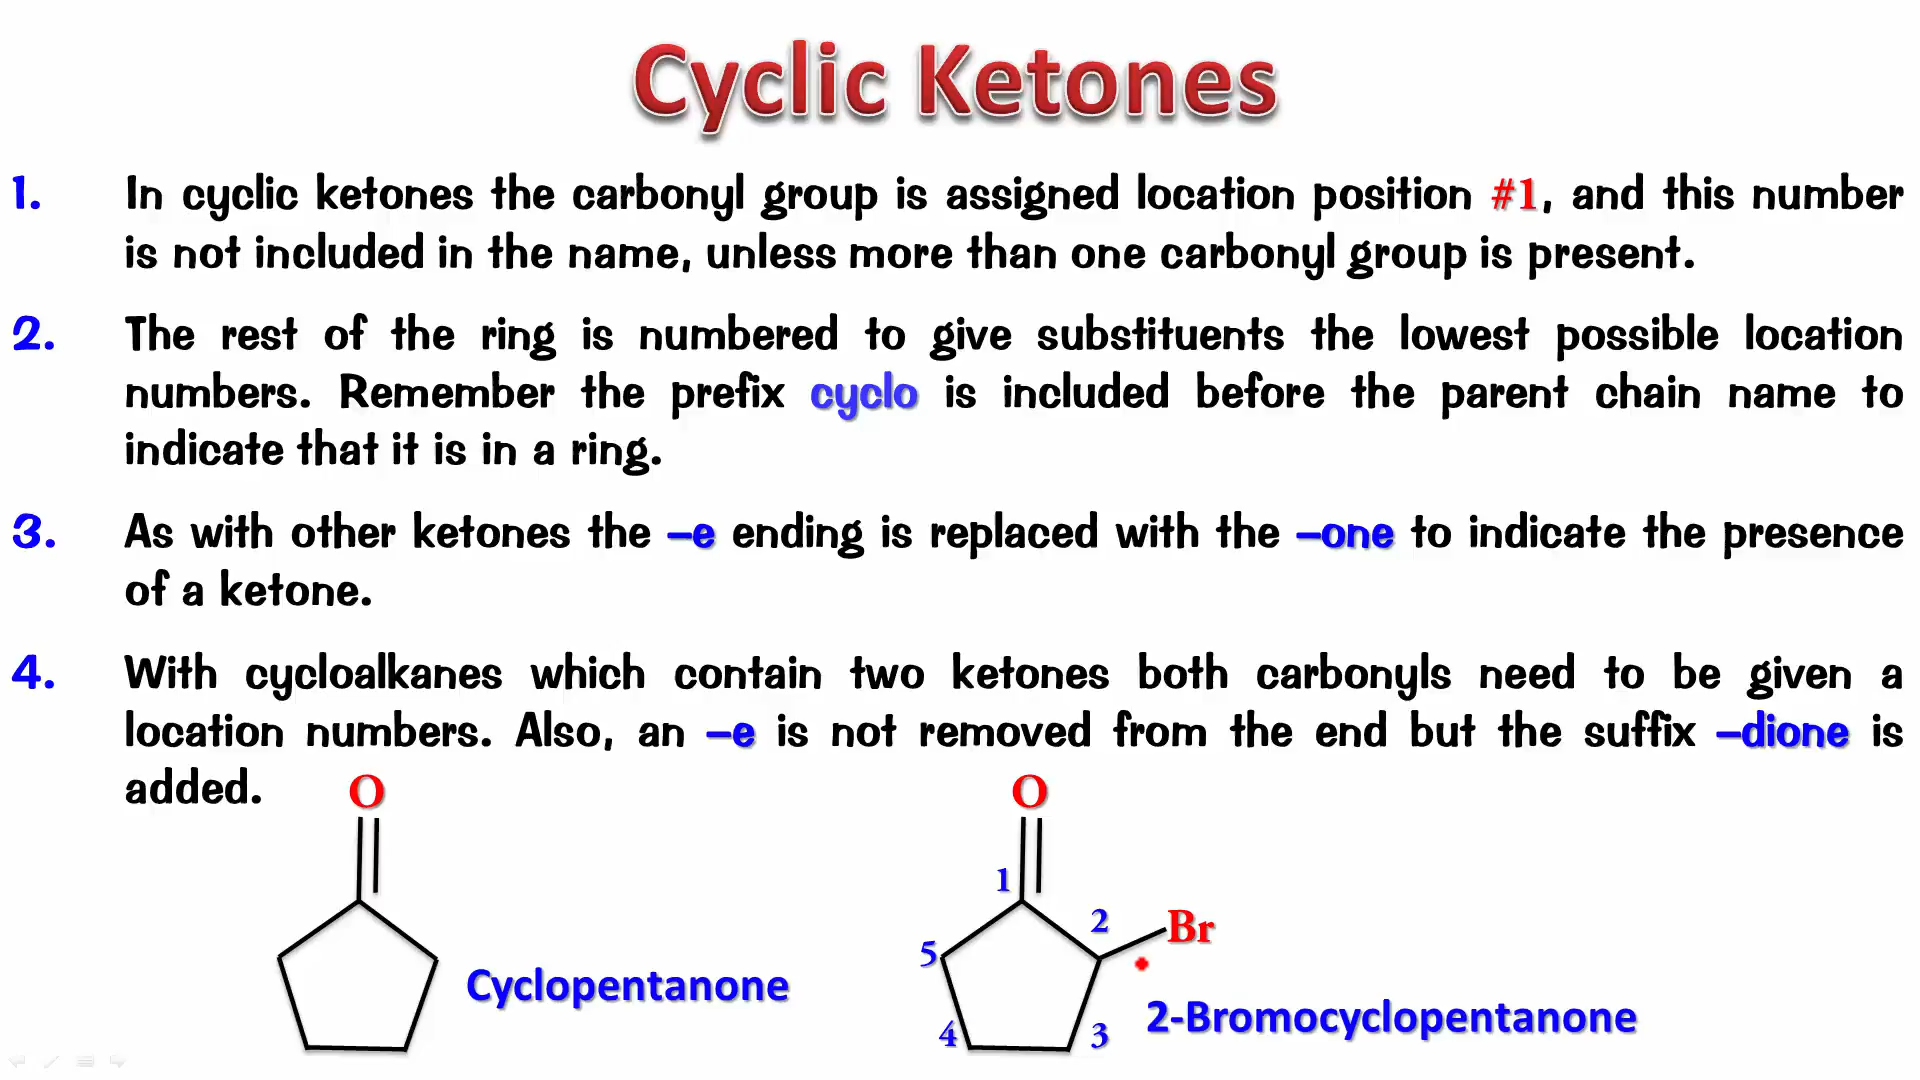 Cyclic Ketones
1. In cyclic ketones the carbonyl group is assigned location position #1, and this number
is not included in the name, unless more than one carbonyl group is present.
2. The rest of the ring is numbered to give substituents the lowest possible location
numbers. Remember the prefix cyclo is included before the parent chain name to
indicate that it is in a ring.
3. As with other ketones the –e ending is replaced with the –one to indicate the presence
of a ketone.
4. With cycloalkanes which contain two ketones both carbonyls need to be given a
location numbers. Also, an –e is not removed from the end but the suffix –dione is
added.
O
Cyclopentanone
O
1
2
Br
5
4
3
2-Bromocyclopentanone